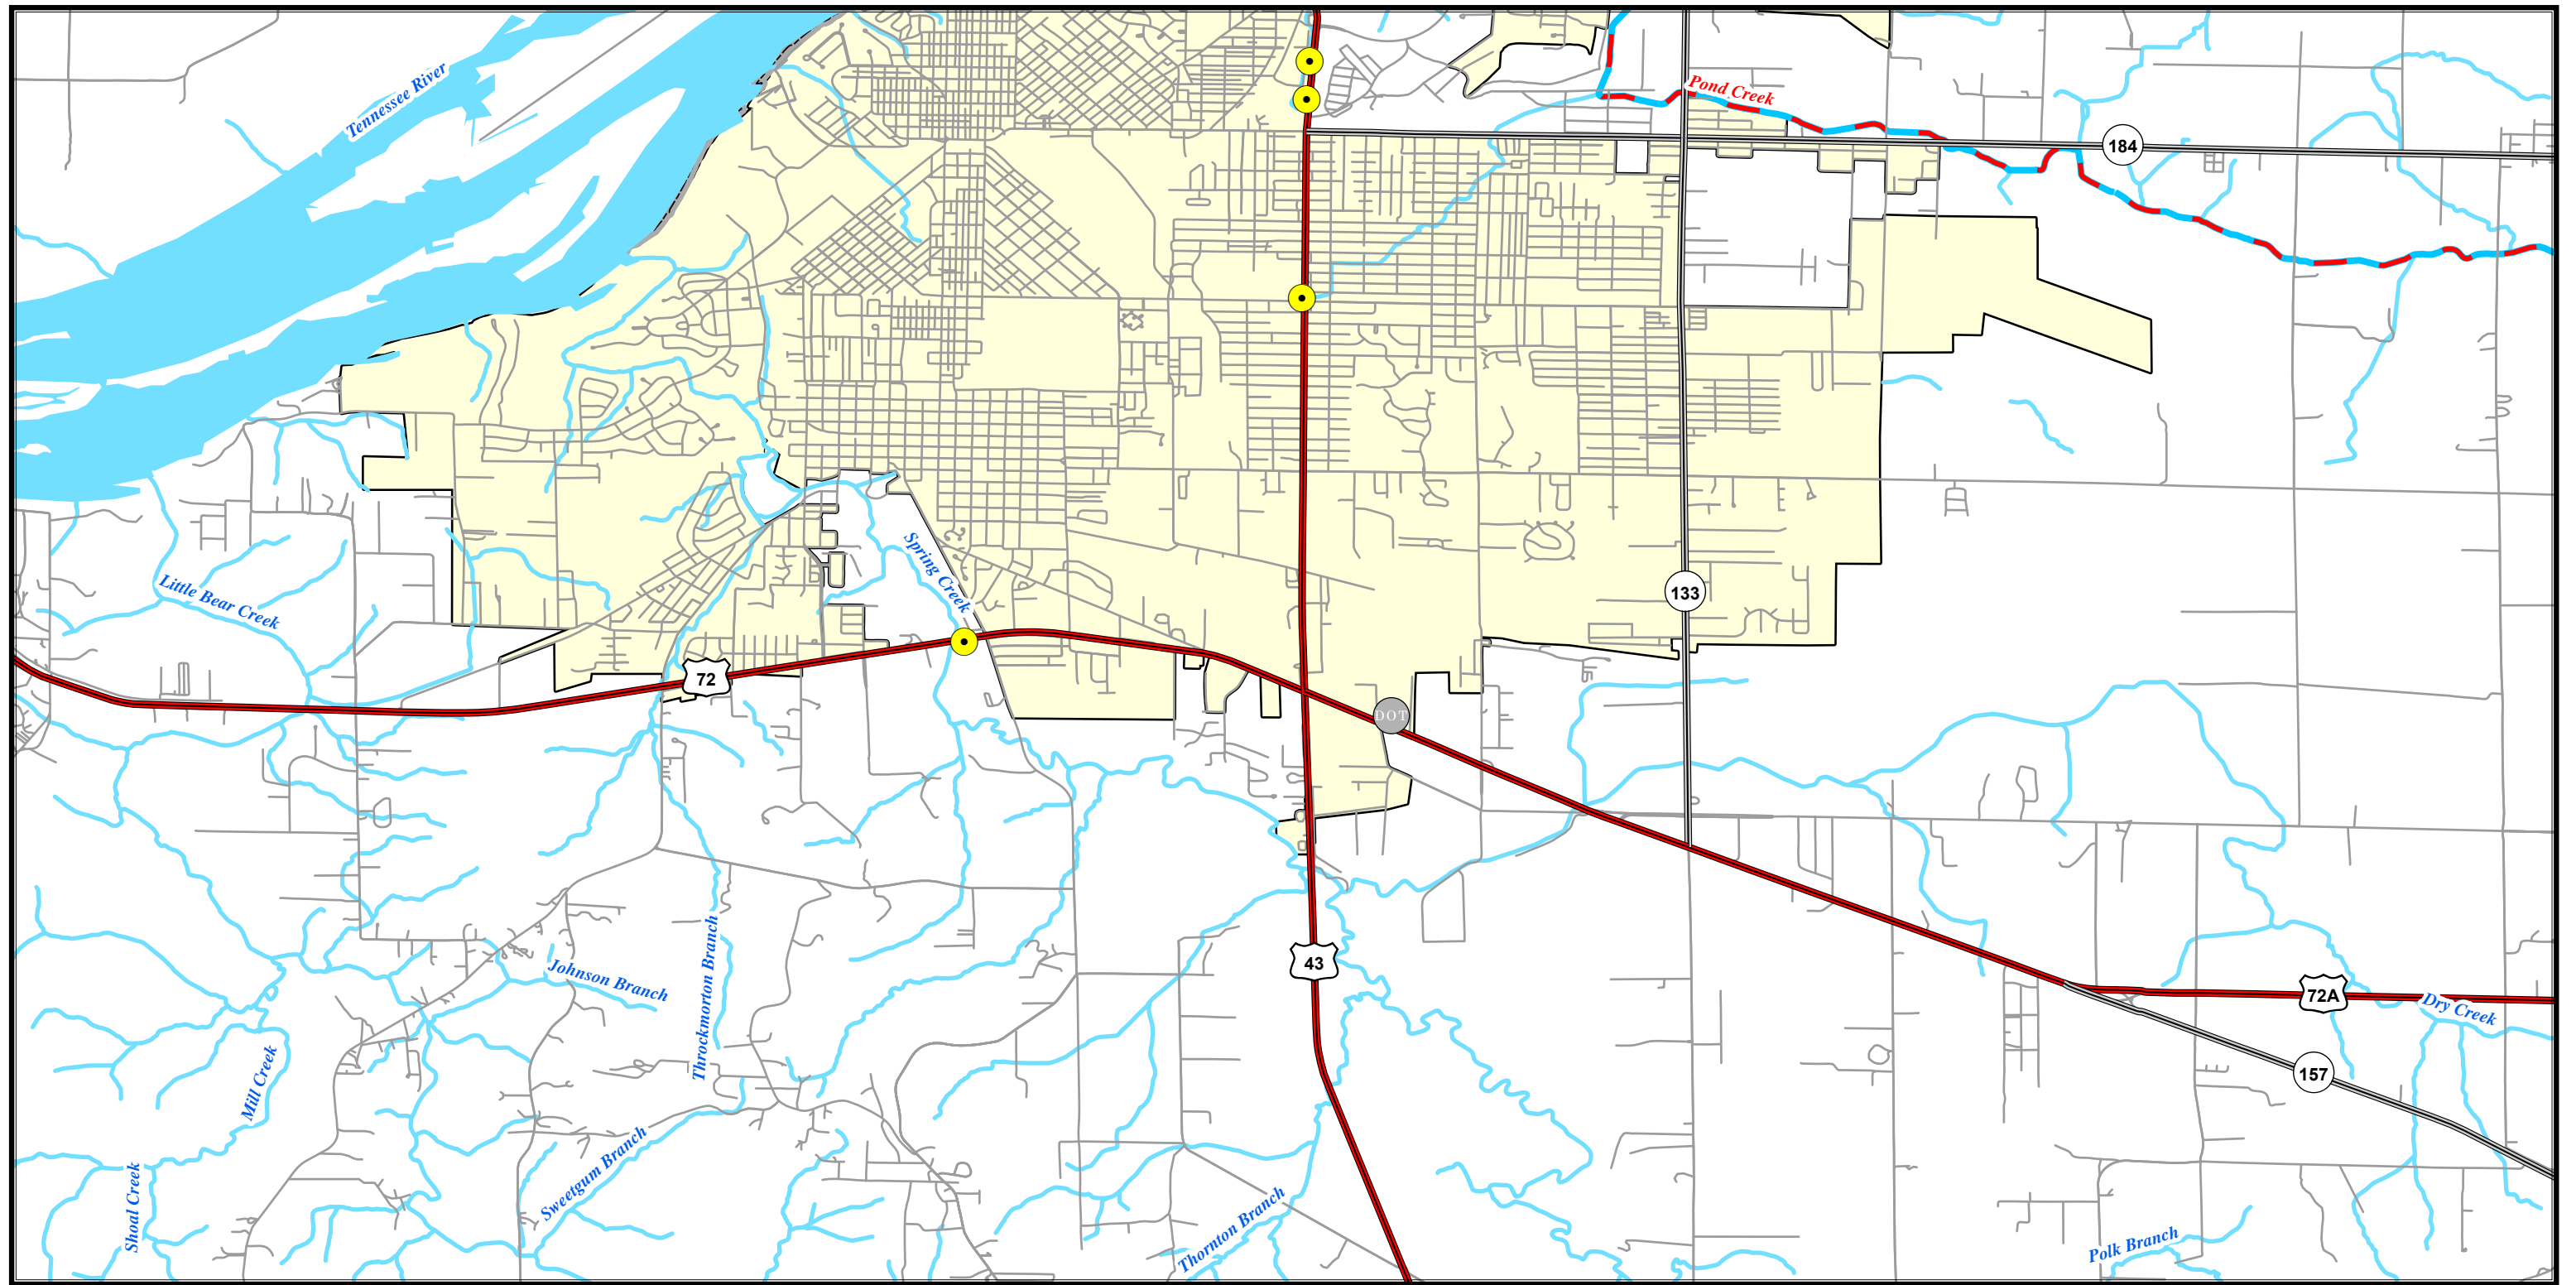 Tennessee River
Pond Creek
184
Spring Creek
Little Bear Creek
133
72
DOT
43
Johnson Branch
Throckmorton Branch
72A
Dry Creek
Mill Creek
157
Sweetgum Branch
Shoal Creek
Thornton Branch
Polk Branch